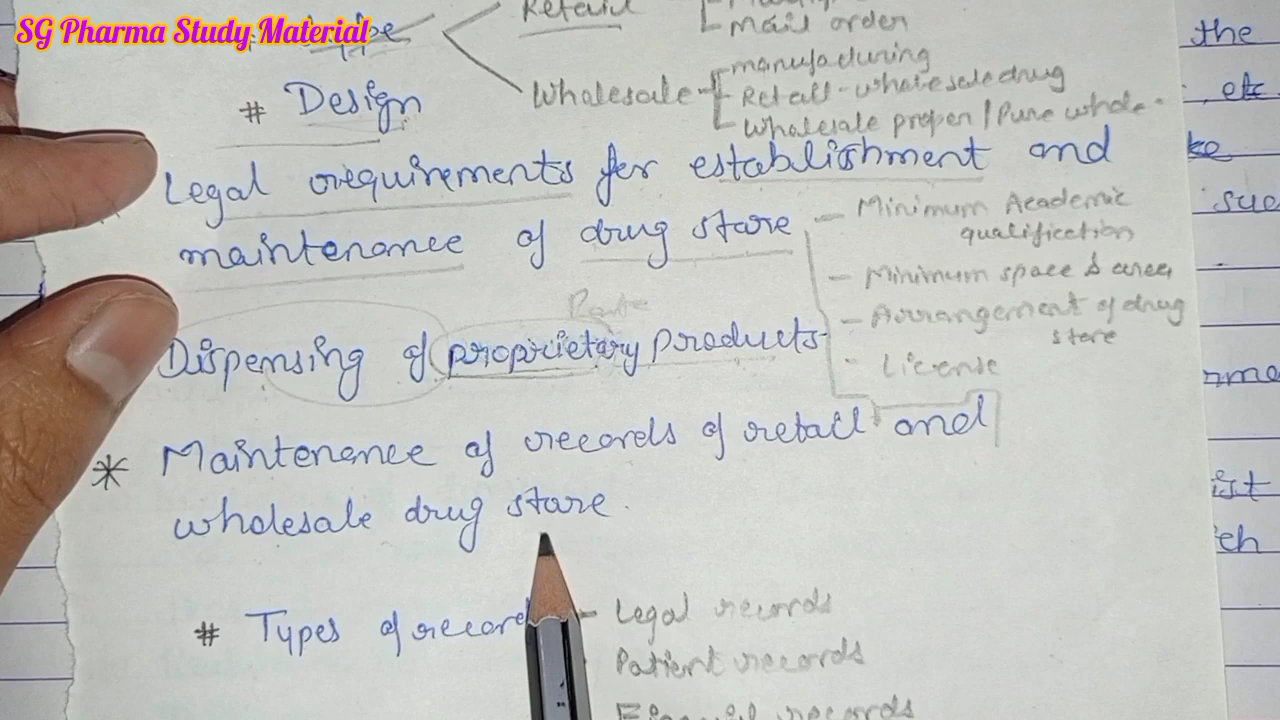 SG Pharma Study Material
Retail
mail order
Wholesale - manufacturing
Retail - wholesale drug
Wholesale proper / Pure whole-
# Design
Legal requirements for establishment and
maintenance of drug store
- Minimum Academic
qualification
- Minimum space & area
- Arrangement of drug
store
- License
Dispensing of proprietary products
* Maintenance of records of retail and
wholesale drug store.
# Types of record
- Legal records
Patient records
records
the
etc
ke
ist